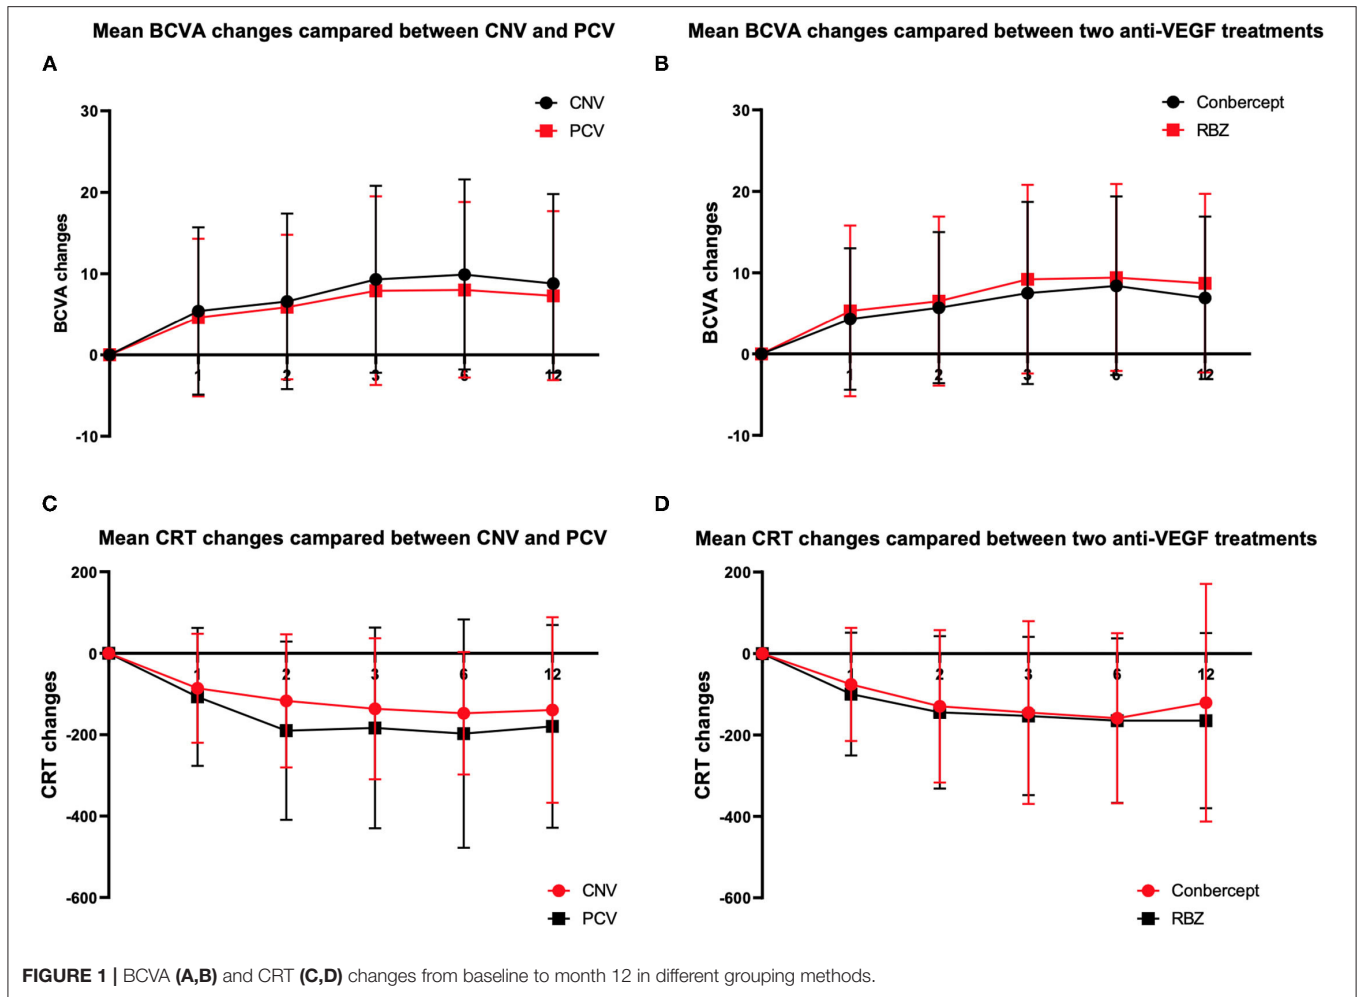 Mean BCVA changes campared between CNV and PCV
A
CNV
PCV
30
20
10
0
-10
BCVA changes
1
2
3
6
12
Mean BCVA changes campared between two anti-VEGF treatments
B
Conbercept
RBZ
30
20
10
0
-10
BCVA changes
1
2
3
6
12
C
Mean CRT changes campared between CNV and PCV
200
0
-200
-400
-600
CRT changes
1
2
3
6
12
CNV
PCV
D
Mean CRT changes campared between two anti-VEGF treatments
200
0
-200
-400
-600
CRT changes
1
2
3
6
12
Conbercept
RBZ
FIGURE 1 | BCVA (A,B) and CRT (C,D) changes from baseline to month 12 in different grouping methods.